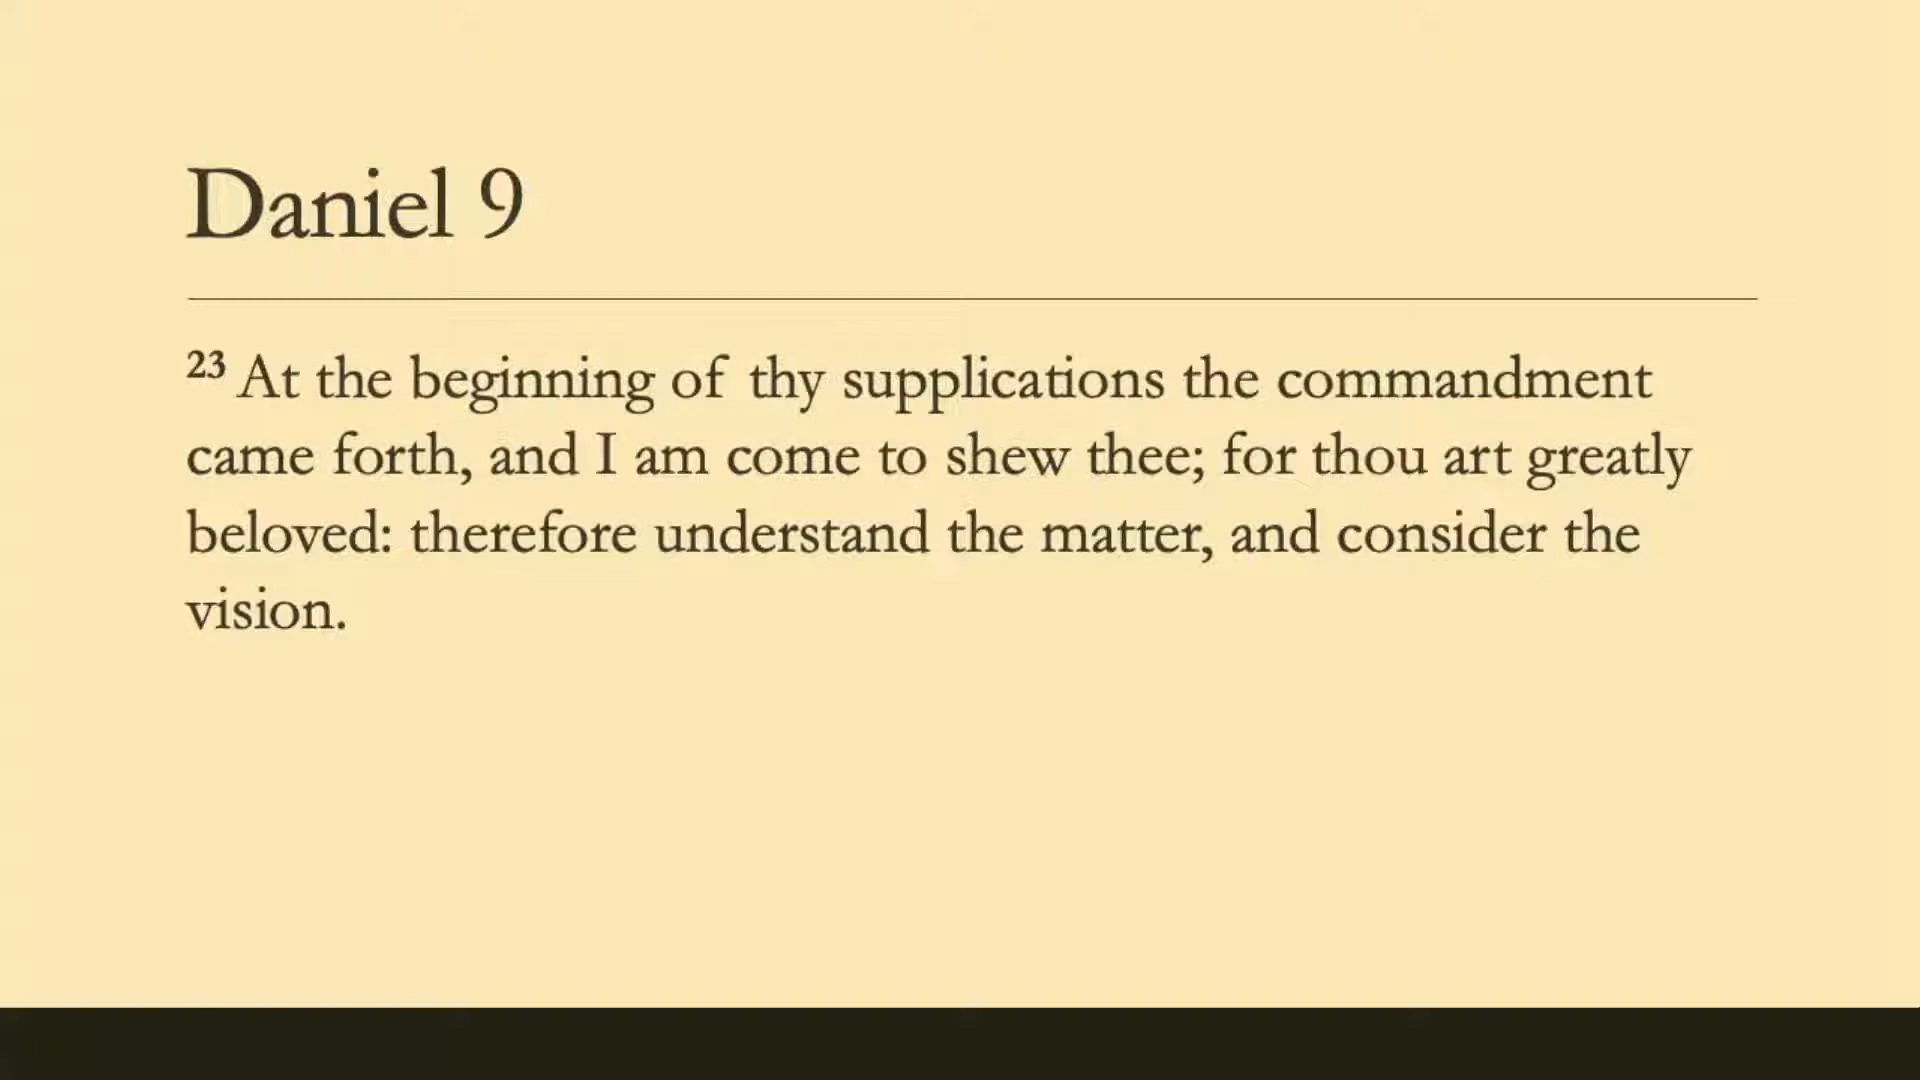 Daniel 9
23 At the beginning of thy supplications the commandment
came forth, and I am come to shew thee; for thou art greatly
beloved: therefore understand the matter, and consider the
vision.